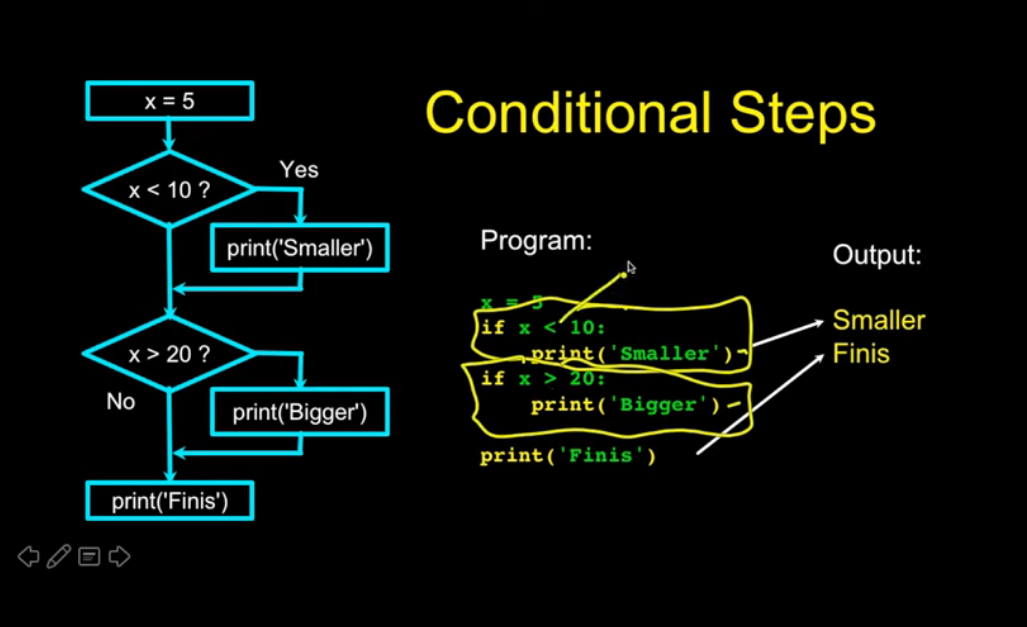 Conditional Steps
x = 5
x < 10 ?
Yes
print('Smaller')
x > 20 ?
No
print('Bigger')
print('Finis')
Program:
x = 5
if x < 10:
    print('Smaller')
if x > 20:
    print('Bigger')
print('Finis')
Output:
Smaller
Finis